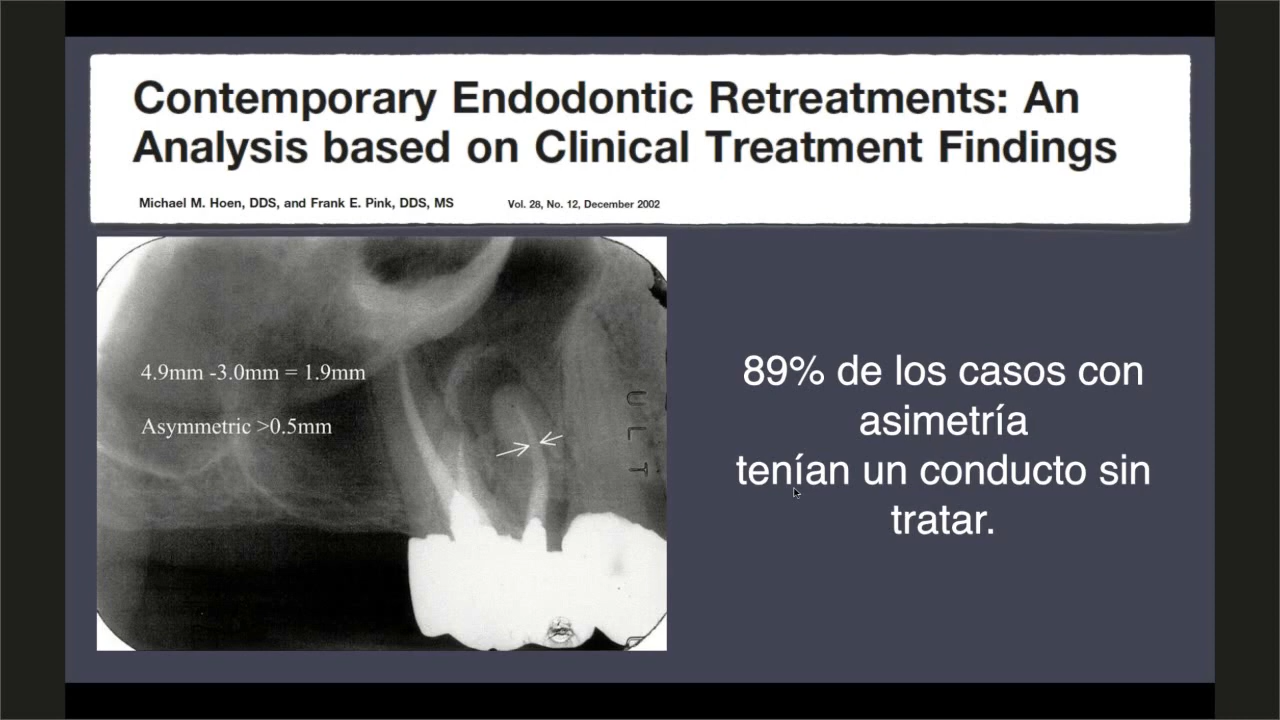 Contemporary Endodontic Retreatments: An
Analysis based on Clinical Treatment Findings
Michael M. Hoen, DDS, and Frank E. Pink, DDS, MS
Vol. 28, No. 12, December 2002
4.9mm -3.0mm = 1.9mm
Asymmetric >0.5mm
U
L
T
89% de los casos con
asimetría
tenían un conducto sin
tratar.